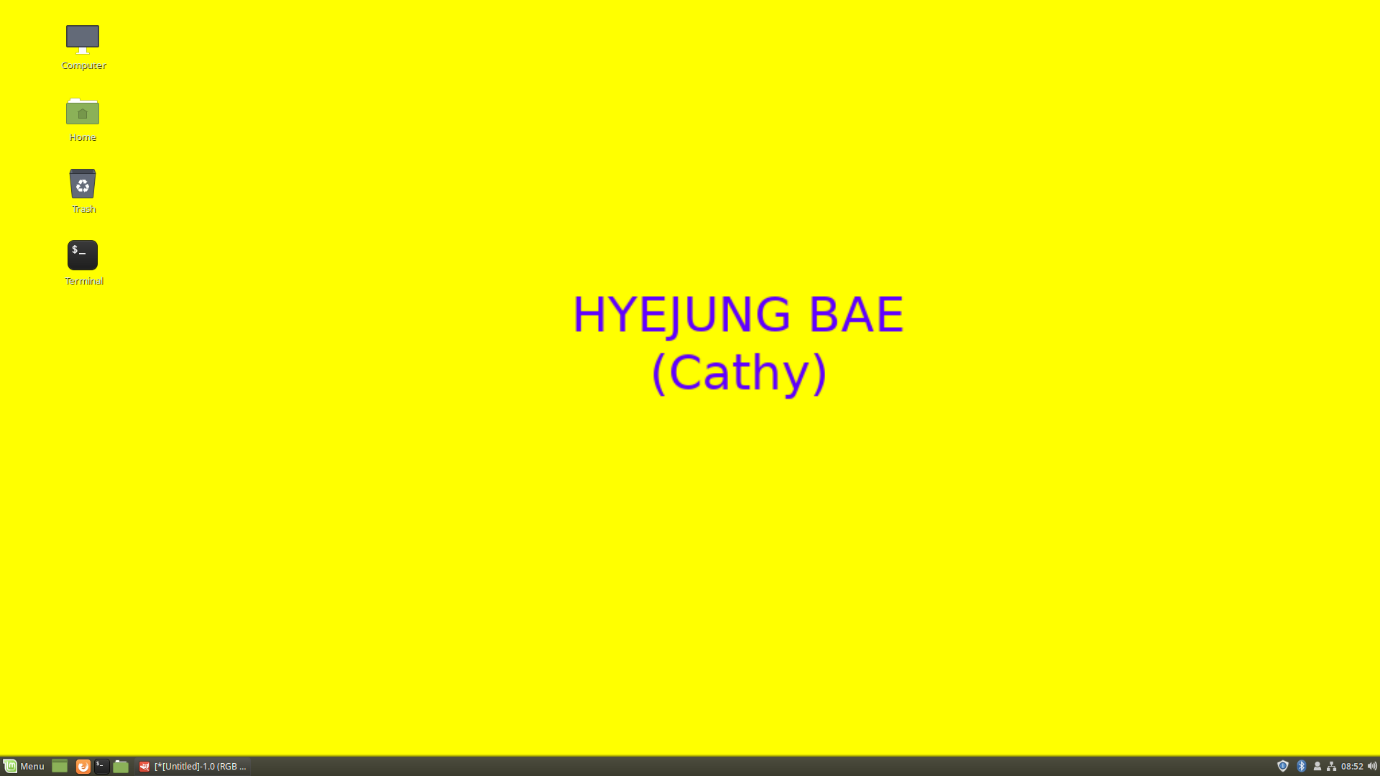 Computer
Home
Trash
$_
Terminal
HYEJUNG BAE
(Cathy)
Menu
[*[Untitled]-1.0 (RGB ...
08:52